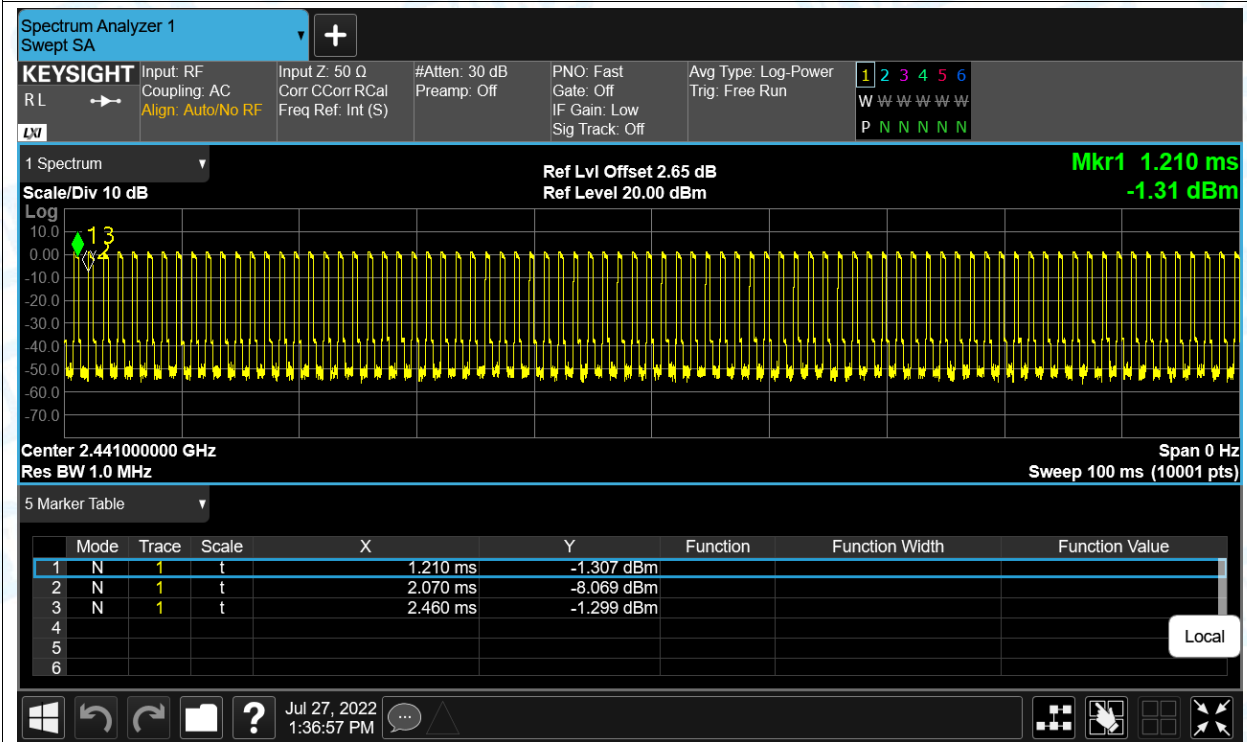 Spectrum Analyzer 1
Swept SA
+
KEYSIGHT Input: RF Input Z: 50 Ω #Atten: 30 dB PNO: Fast Avg Type: Log-Power 1 2 3 4 5 6
R L Coupling: AC Corr CCorr RCal Preamp: Off Gate: Off Trig: Free Run W W W W W W
Align: Auto/No RF Freq Ref: Int (S) IF Gain: Low
LXI Sig Track: Off P N N N N N
1 Spectrum Ref Lvl Offset 2.65 dB Mkr1 1.210 ms
Scale/Div 10 dB Ref Level 20.00 dBm -1.31 dBm
Log
10.0 1 3
0.00 2
-10.0
-20.0
-30.0
-40.0
-50.0
-60.0
-70.0
Center 2.441000000 GHz Span 0 Hz
Res BW 1.0 MHz Sweep 100 ms (10001 pts)
5 Marker Table
Mode Trace Scale X Y Function Function Width Function Value
1 N 1 t 1.210 ms -1.307 dBm
2 N 1 t 2.070 ms -8.069 dBm
3 N 1 t 2.460 ms -1.299 dBm
4
5
6
Local
? Jul 27, 2022
1:36:57 PM